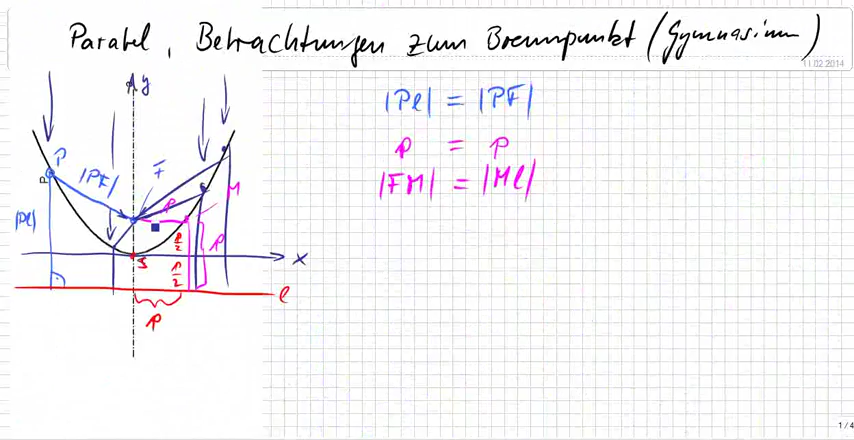 Parabel, Betrachtungen zum Brennpunkt (Gymnasium)
11.02.2014
y
|Pl| = |PF|
P
F
P
|PF|
p = p
|FM| = |Ml|
p
M
|Pl|
p/2
p
S
p/2
x
l
p
1/4